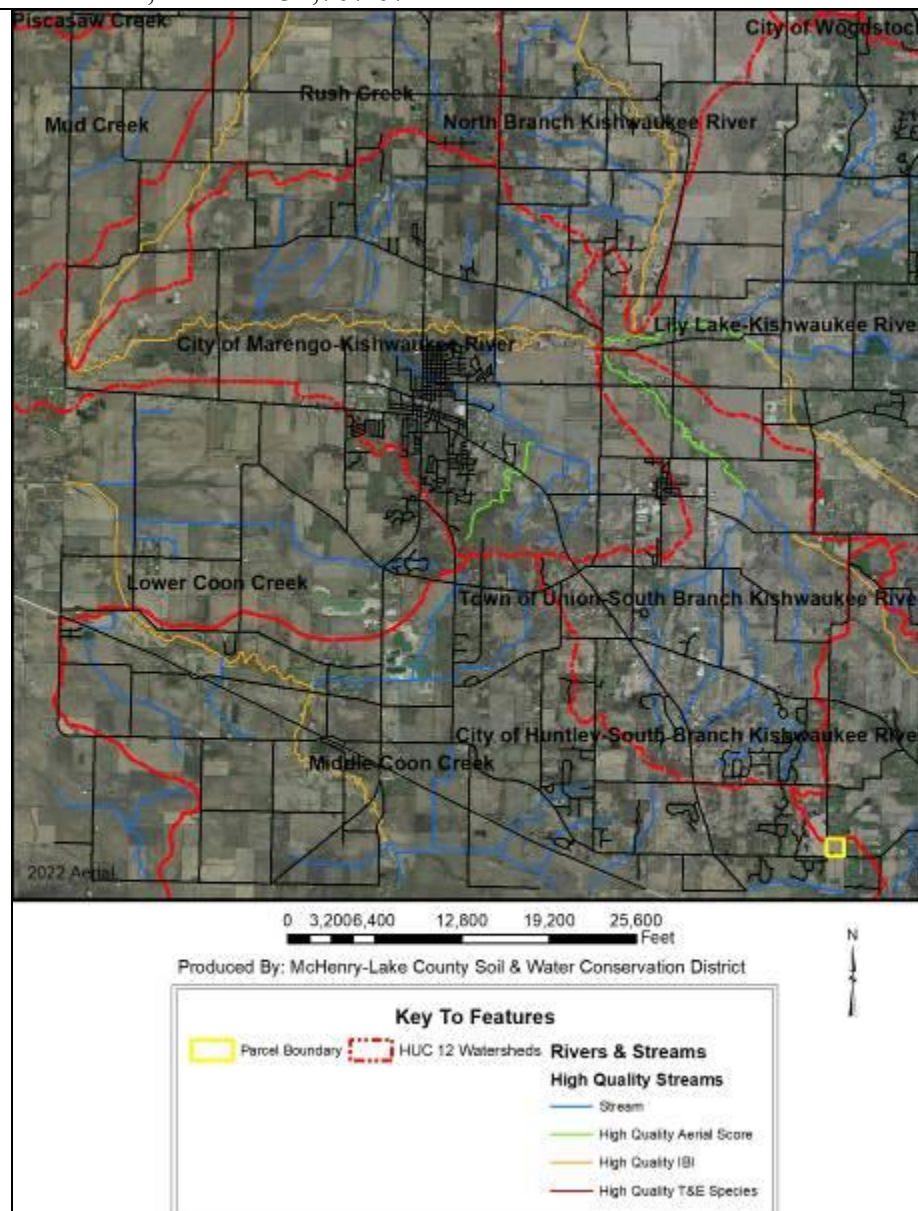 Piscasaw Creek
City of Woodstock
Rush Creek
Mud Creek
North Branch Kishwaukee River
Lily Lake-Kishwaukee River
City of Marengo-Kishwaukee River
Lower Coon Creek
Town of Union-South Branch Kishwaukee River
City of Huntley-South Branch Kishwaukee River
Middle Coon Creek
2022 Aerial
0 3,200 6,400 12,800 19,200 25,600
Feet
N
Produced By: McHenry-Lake County Soil & Water Conservation District
Key To Features
Parcel Boundary HUC 12 Watersheds Rivers & Streams
High Quality Streams
Stream
High Quality Aerial Score
High Quality IBI
High Quality T&E Species